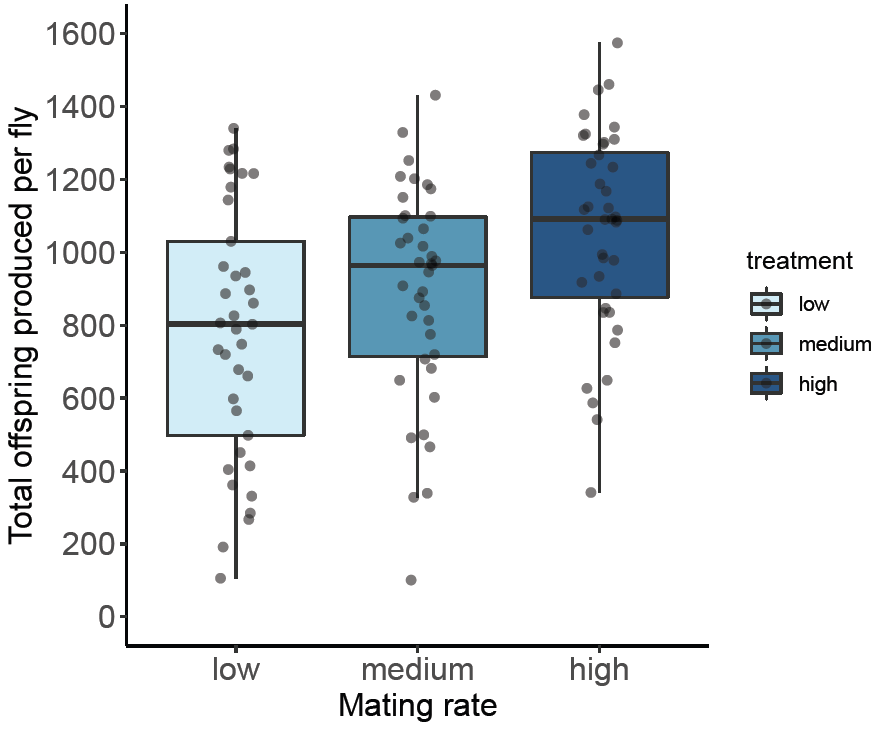 Total offspring produced per fly
1600
1400
1200
1000
800
600
400
200
0
low medium high
Mating rate
treatment
low
medium
high